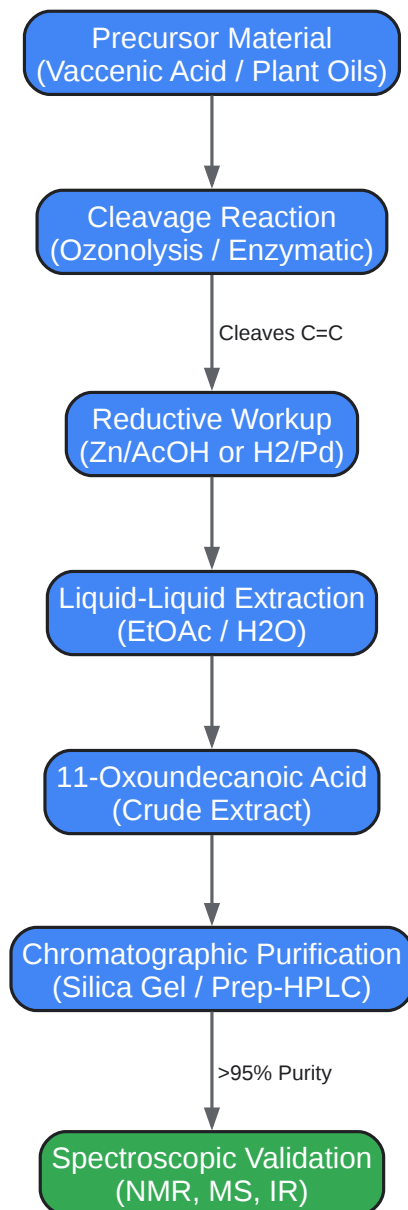 Precursor Material
(Vaccenic Acid / Plant Oils)
Cleavage Reaction
(Ozonolysis / Enzymatic)
Cleaves C=C
Reductive Workup
(Zn/AcOH or H2/Pd)
Liquid-Liquid Extraction
(EtOAc / H2O)
11-Oxoundecanoic Acid
(Crude Extract)
Chromatographic Purification
(Silica Gel / Prep-HPLC)
>95% Purity
Spectroscopic Validation
(NMR, MS, IR)